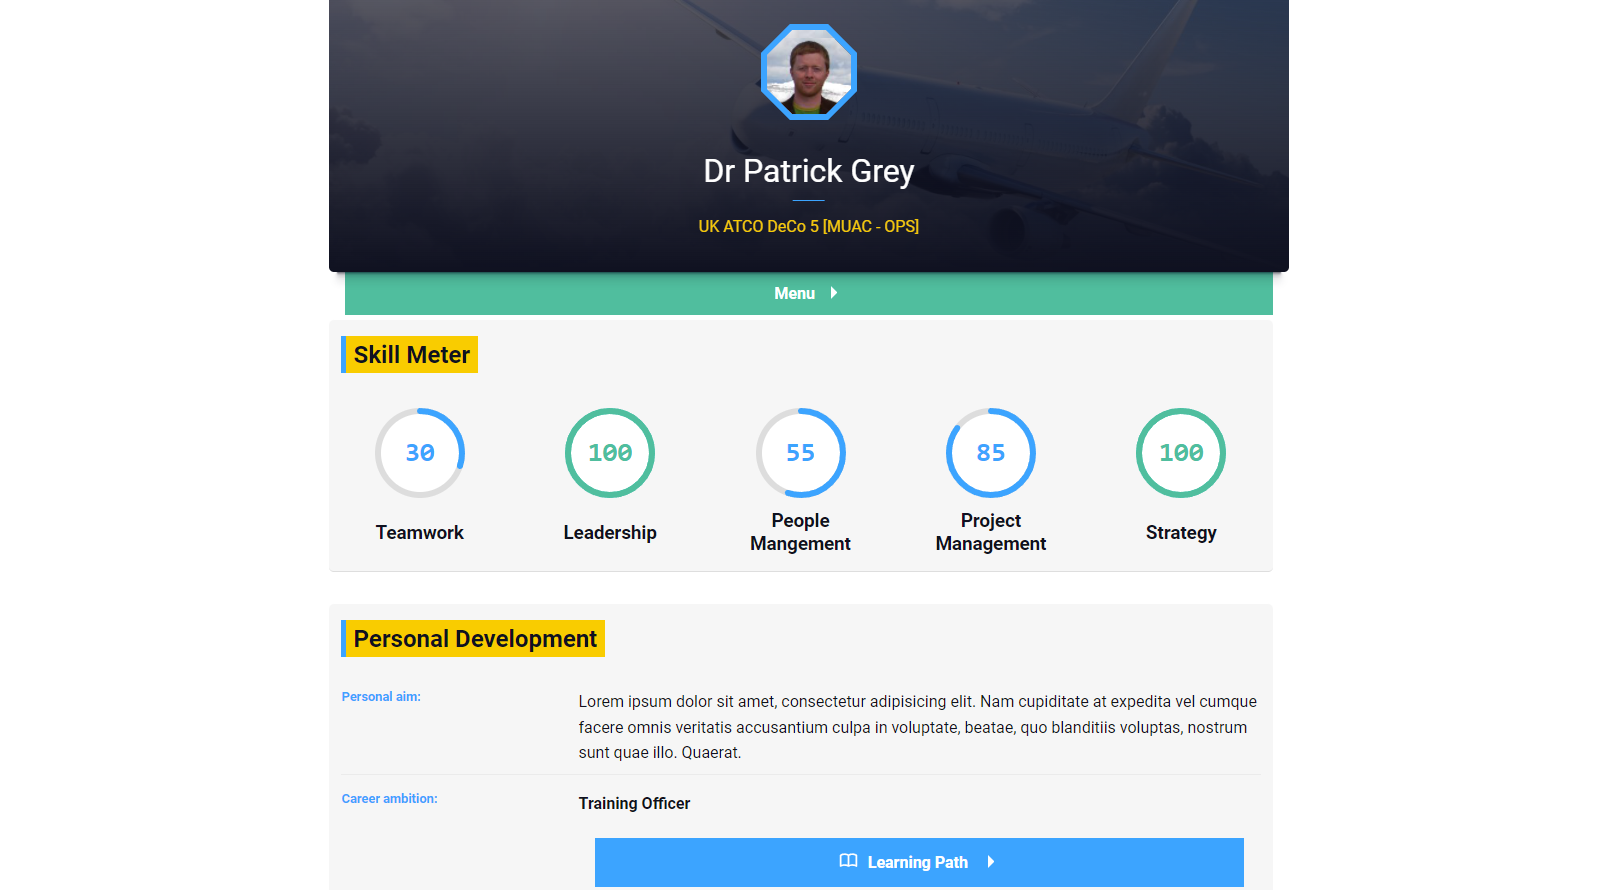 Dr Patrick Grey
UK ATCO DeCo 5 [MUAC - OPS]
Menu
Skill Meter
30 100 55 85 100
Teamwork Leadership People Mangement Project Management Strategy
Personal Development
Personal aim:
Lorem ipsum dolor sit amet, consectetur adipisicing elit. Nam cupiditate at expedita vel cumque
facere omnis veritatis accusantium culpa in voluptate, beatae, quo blanditiis voluptas, nostrum
sunt quae illo. Quaerat.
Career ambition:
Training Officer
Learning Path